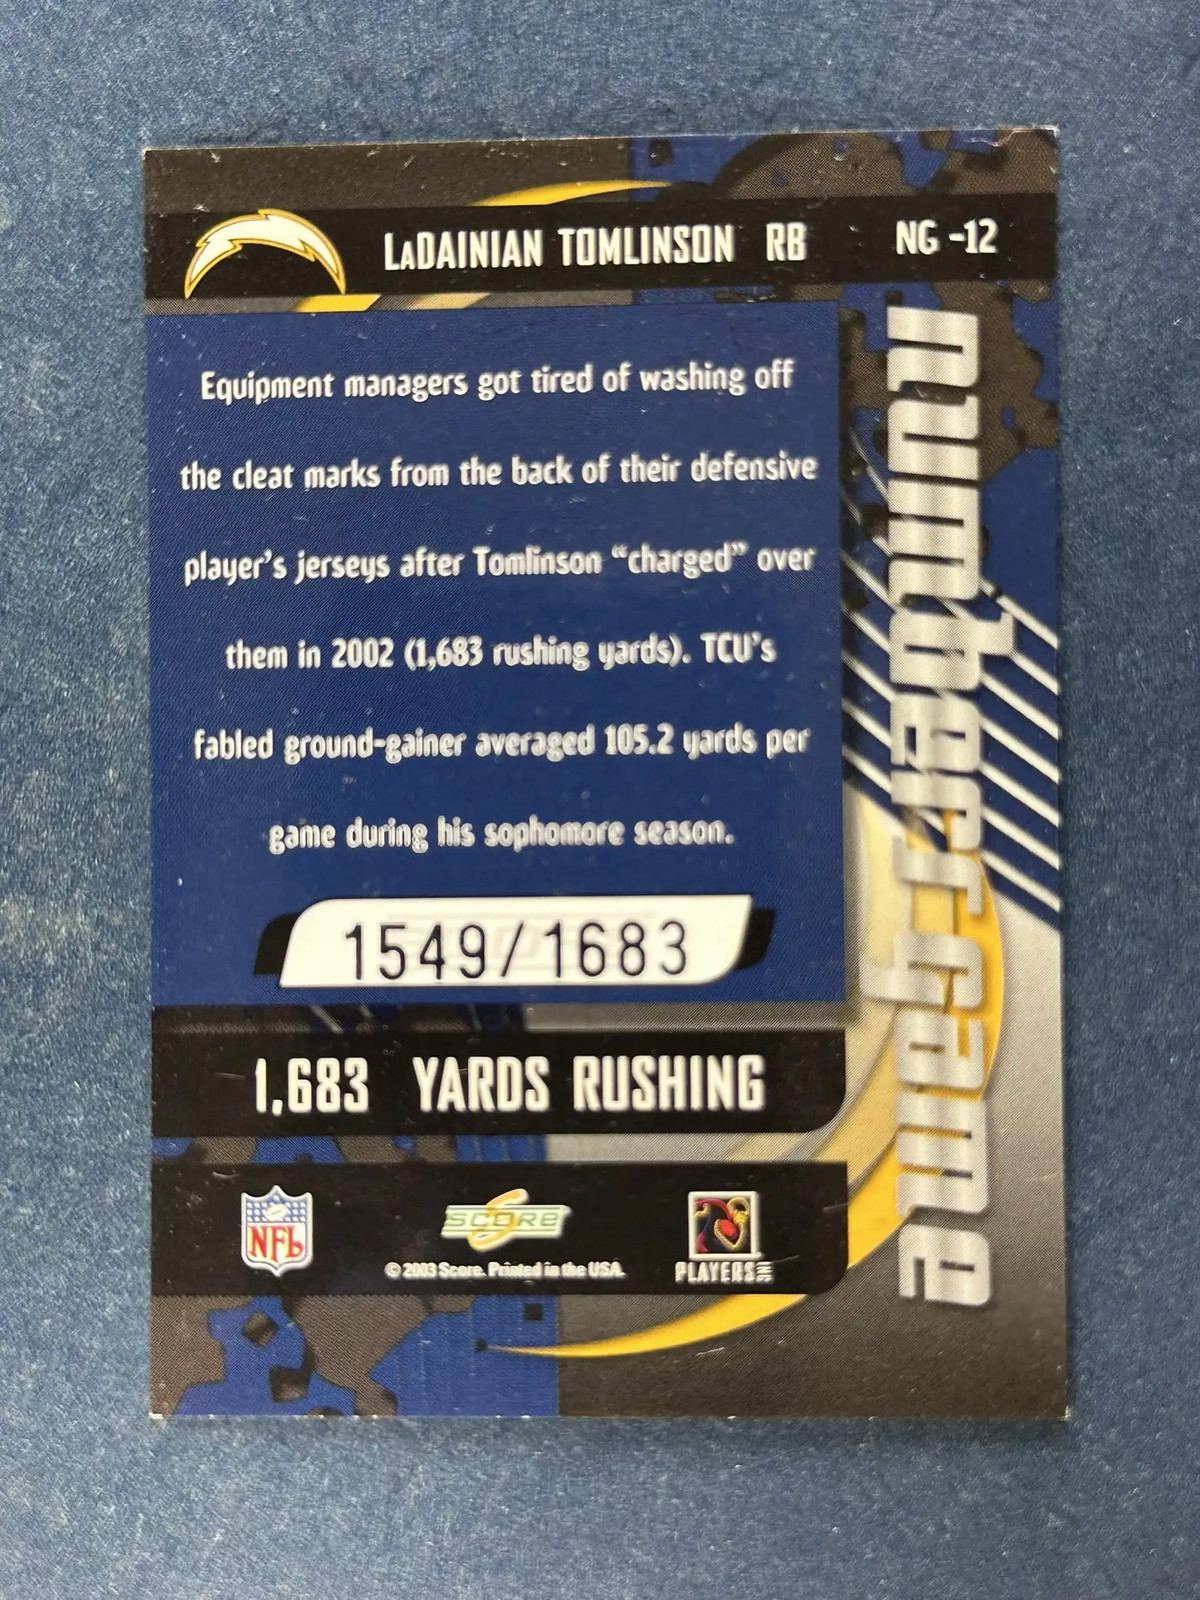 LaDAINIAN TOMLINSON RB NG -12
Equipment managers got tired of washing off
the cleat marks from the back of their defensive
player's jerseys after Tomlinson “charged” over
them in 2002 (1,683 rushing yards). TCU's
fabled ground-gainer averaged 105.2 yards per
game during his sophomore season.
1549/1683
1,683 YARDS RUSHING
numbers game
NFL
SCORE
PLAYERS INC
© 2003 Score. Printed in the USA.